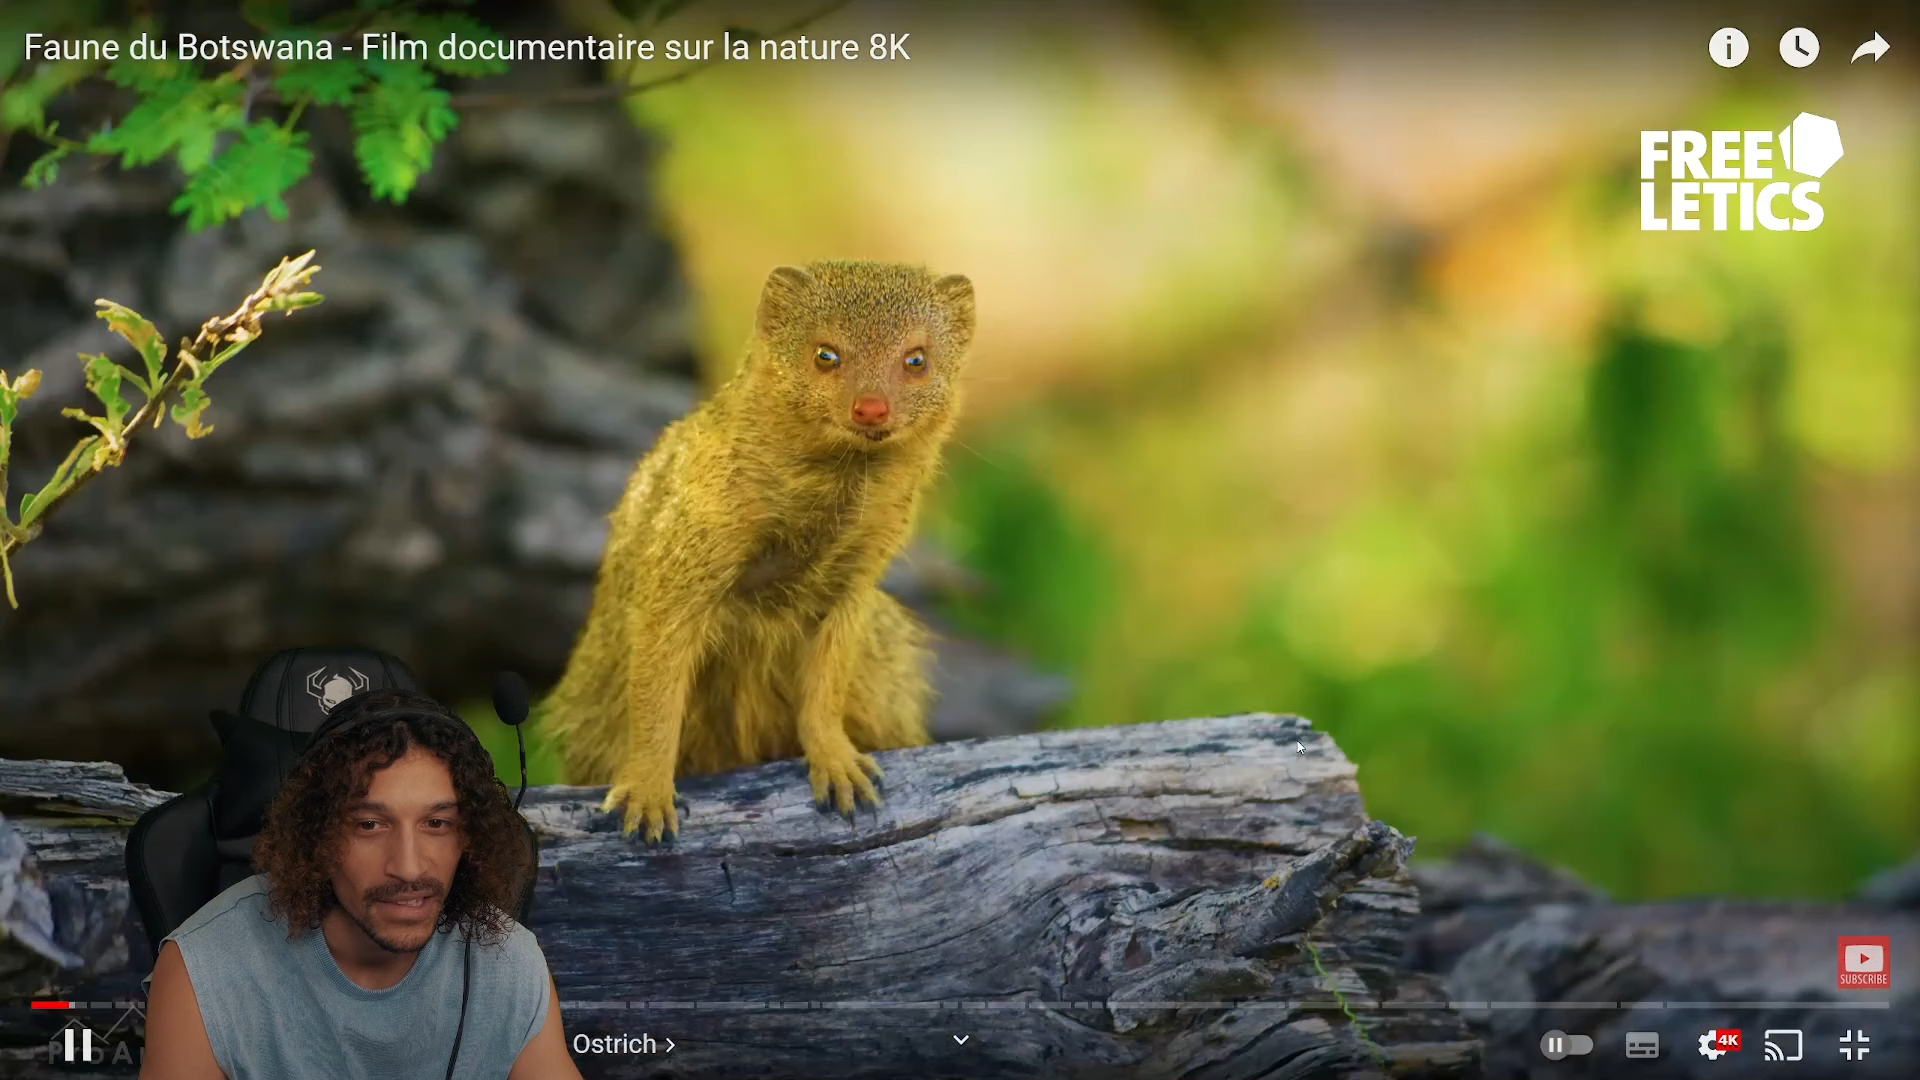 Faune du Botswana - Film documentaire sur la nature 8K
FREE
LETICS
SUBSCRIBE
Ostrich
4K